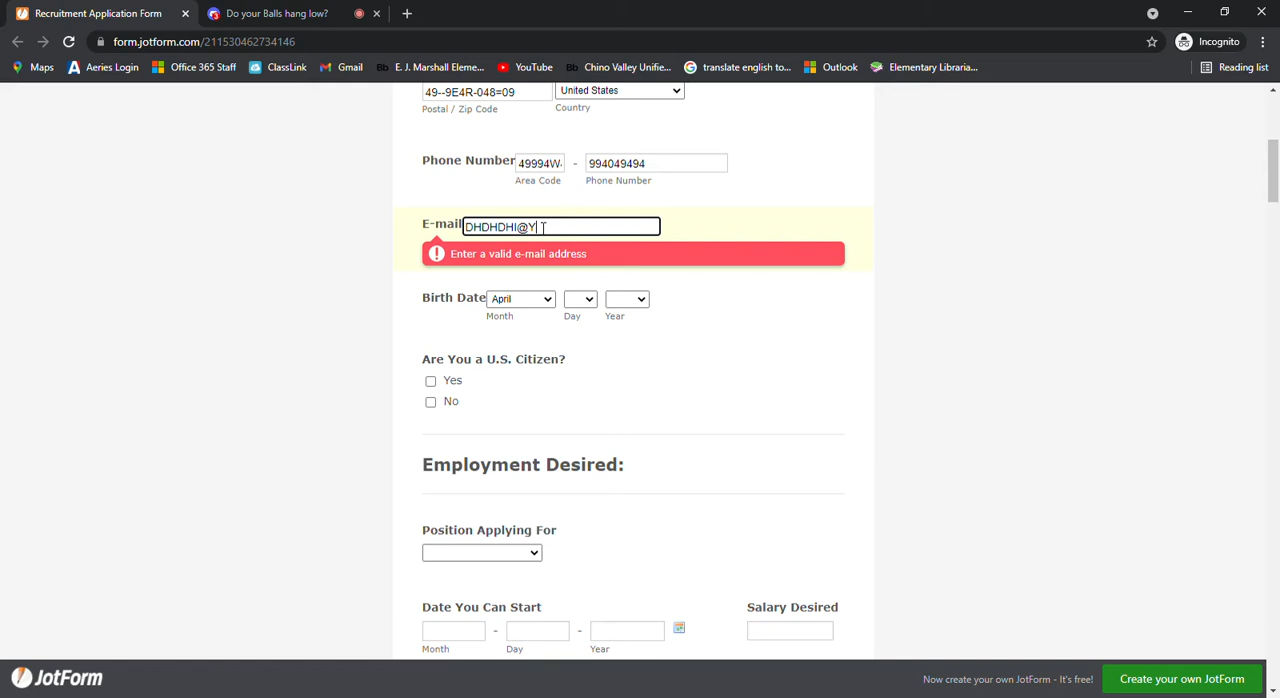 Recruitment Application Form
Do your Balls hang low?
form.jotform.com/211530462734146
Incognito
Maps
Aeries Login
Office 365 Staff
ClassLink
Gmail
Bb E. J. Marshall Eleme...
YouTube
Bb Chino Valley Unifie...
translate english to...
Outlook
Elementary Libraria...
Reading list
49--9E4R-048=09
United States
Postal / Zip Code
Country
Phone Number
49994W-
-
994049494
Area Code
Phone Number
E-mail
DHDHDHI@Y
Enter a valid e-mail address
Birth Date
April
Month
Day
Year
Are You a U.S. Citizen?
Yes
No
Employment Desired:
Position Applying For
Date You Can Start
Salary Desired
- -
Month
Day
Year
JotForm
Now create your own JotForm - It's free!
Create your own JotForm